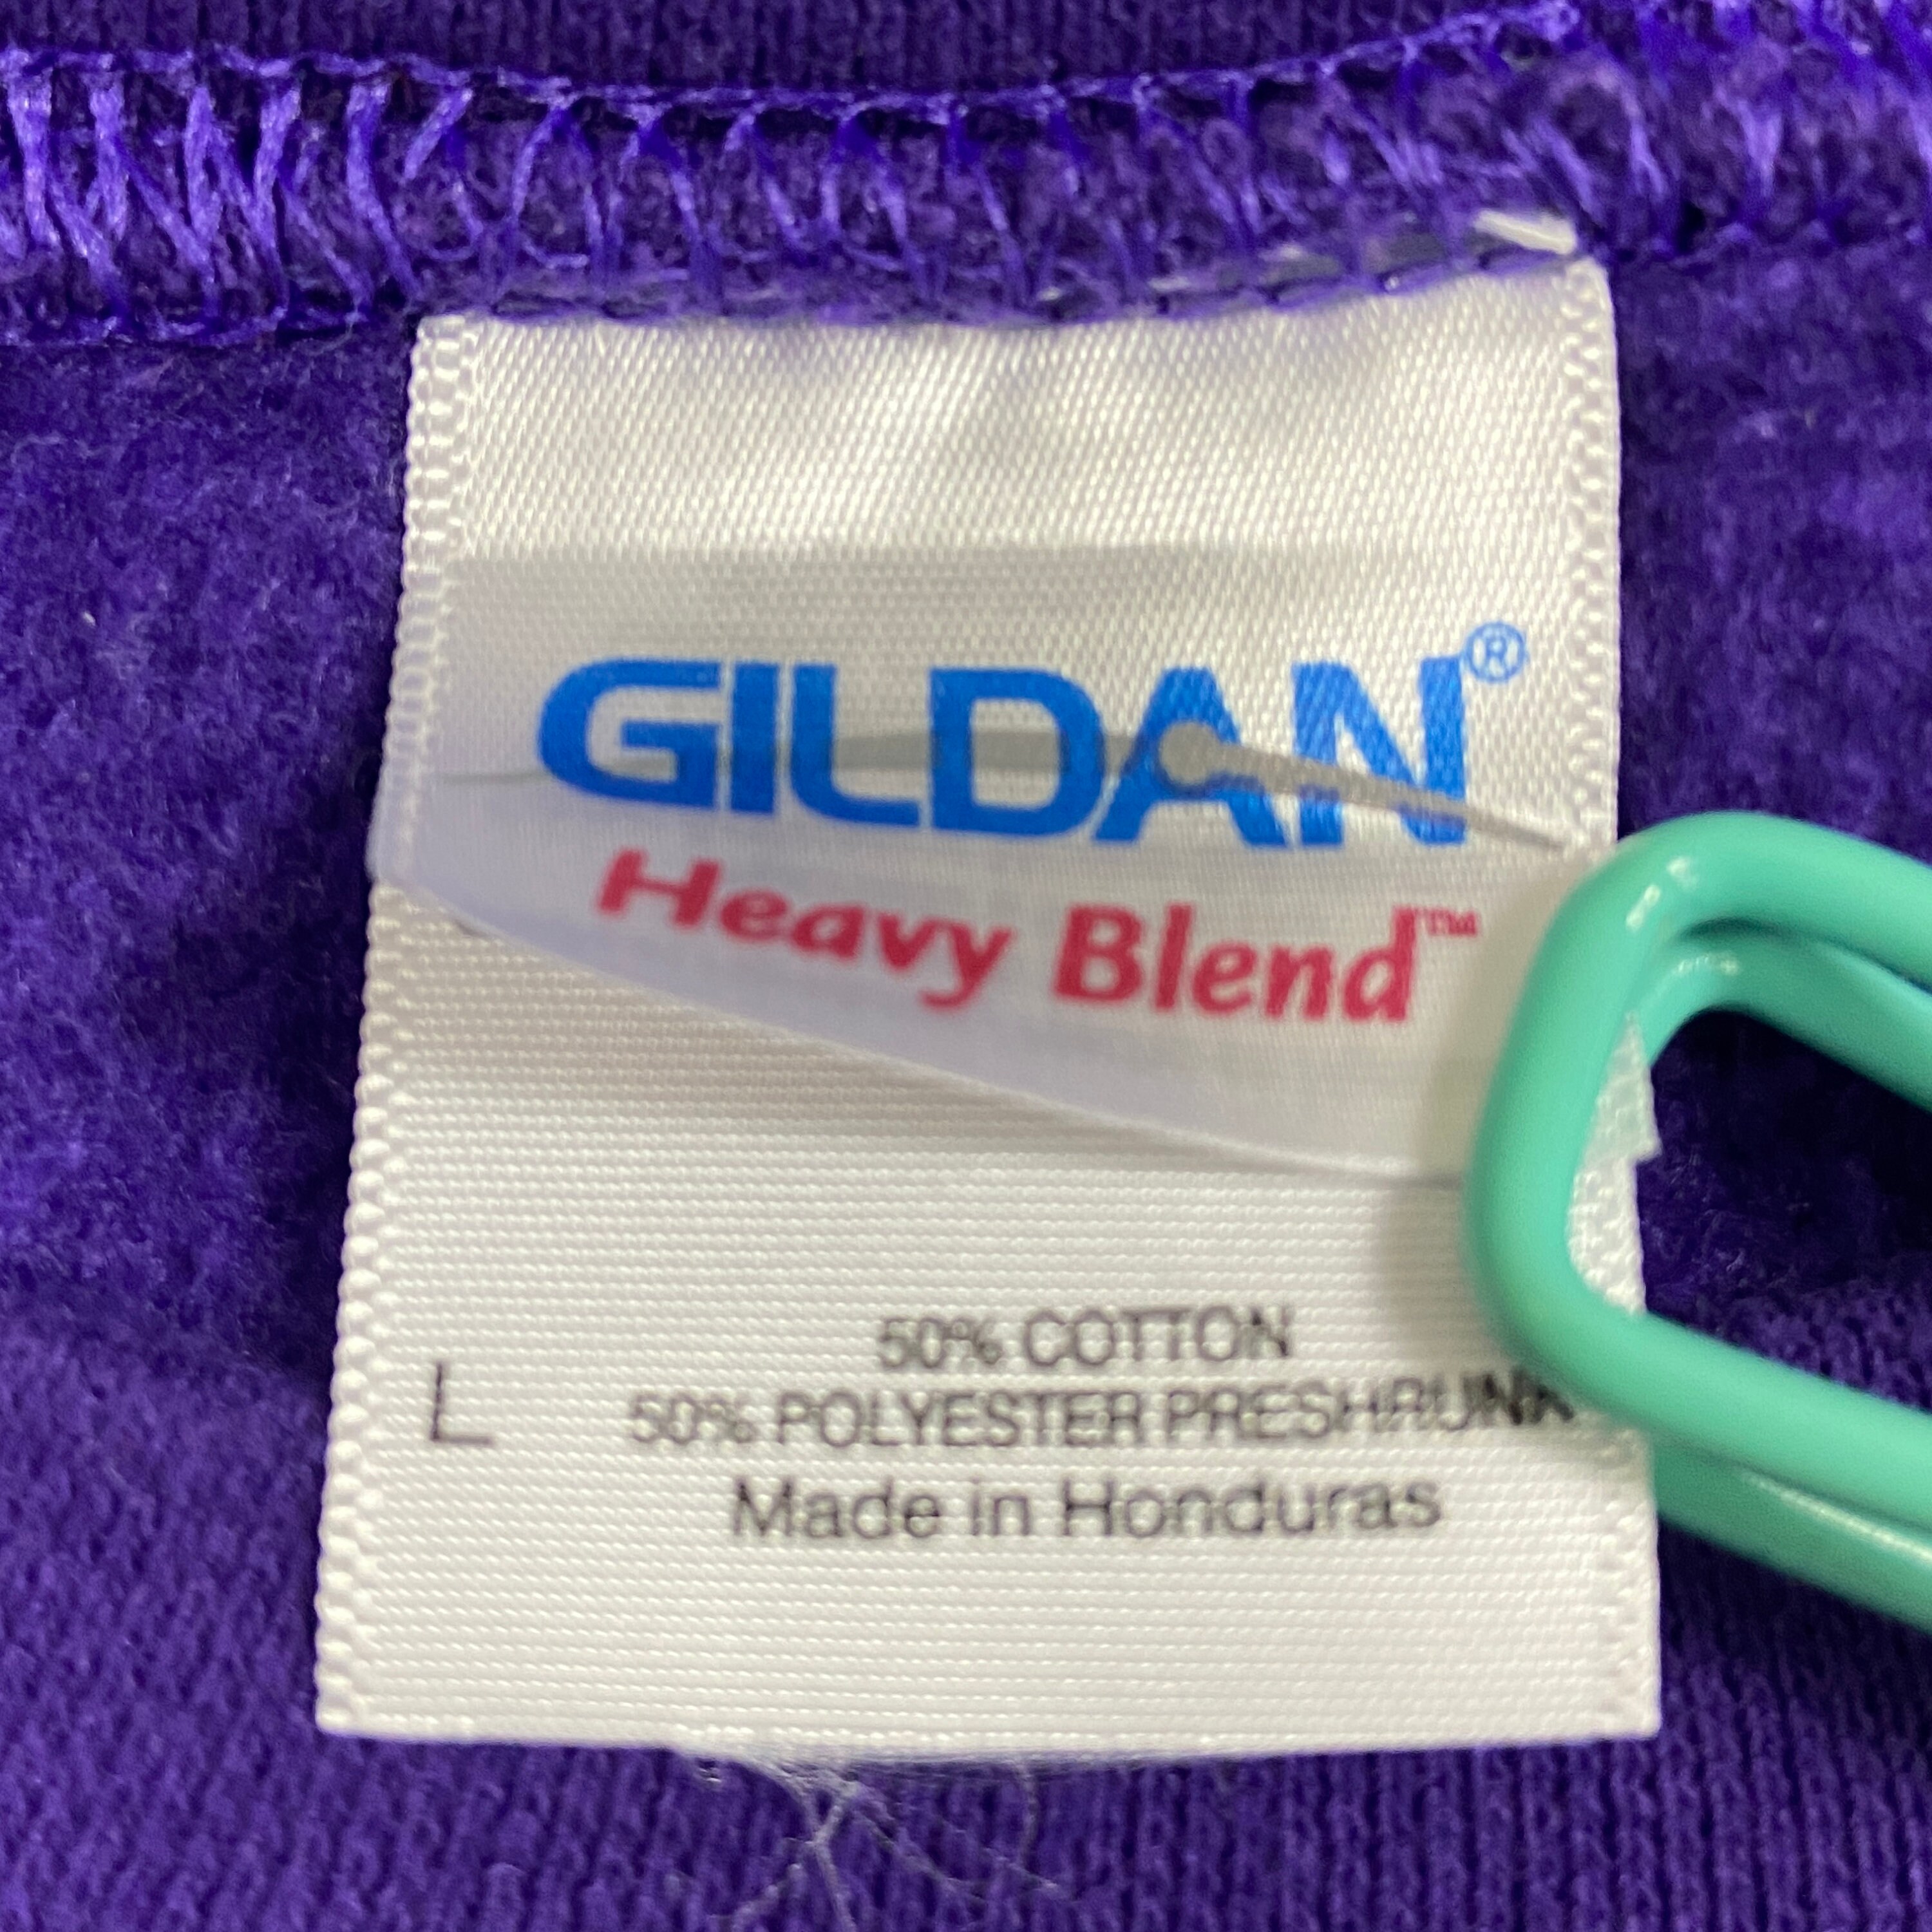 GILDAN®
Heavy Blend™
50% COTTON
L
50% POLYESTER PRESHRUNK
Made in Honduras